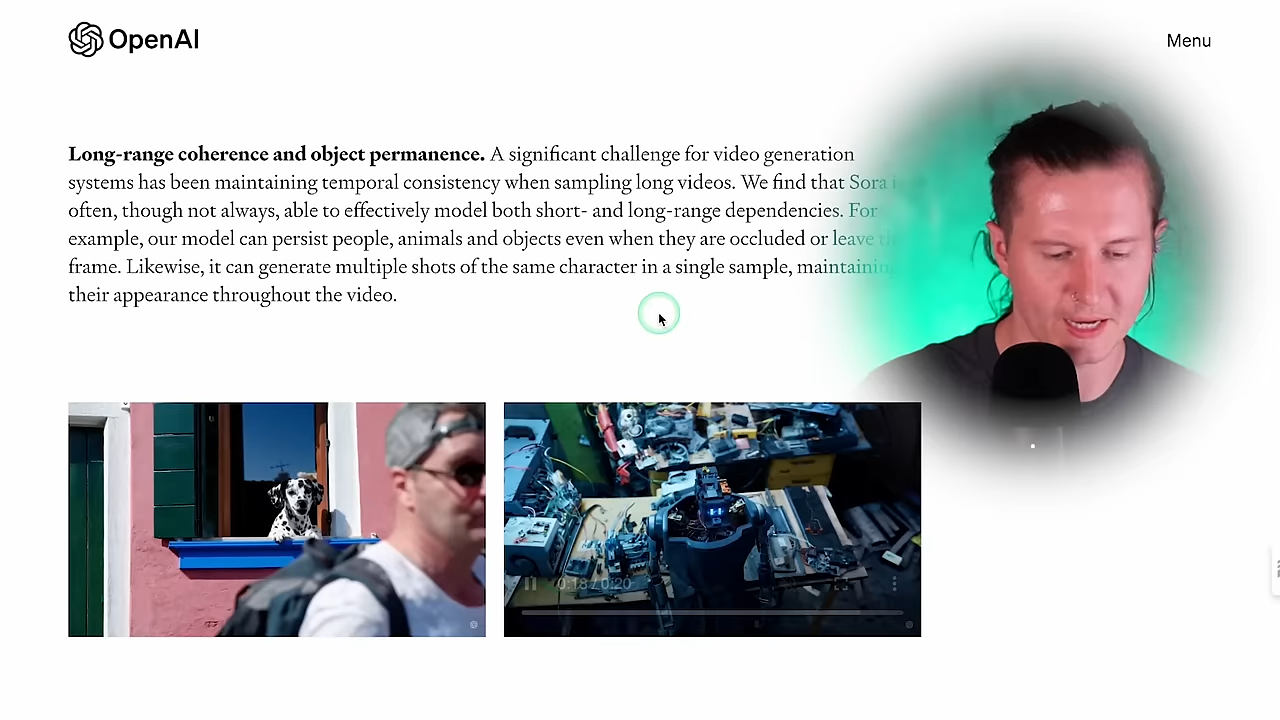 OpenAI
Menu
Long-range coherence and object permanence. A significant challenge for video generation
systems has been maintaining temporal consistency when sampling long videos. We find that Sora
often, though not always, able to effectively model both short- and long-range dependencies. For
example, our model can persist people, animals and objects even when they are occluded or leave
frame. Likewise, it can generate multiple shots of the same character in a single sample, maintaining
their appearance throughout the video.
0:18 / 0:20